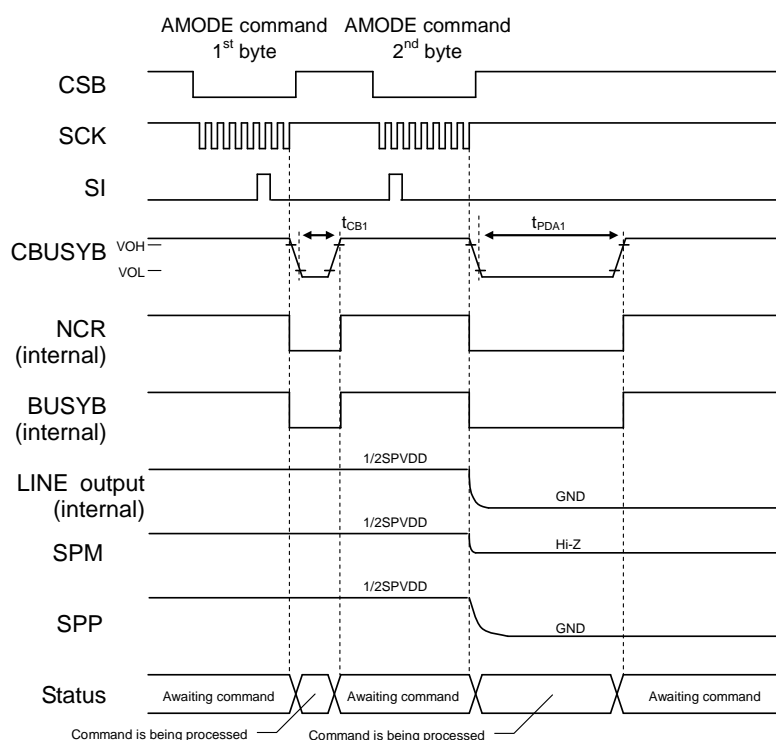 AMODE command
1st byte
AMODE command
2nd byte
CSB
SCK
SI
tCB1
tPDA1
CBUSYB
VOH
VOL
NCR
(internal)
BUSYB
(internal)
1/2SPVDD
LINE output
(internal)
GND
1/2SPVDD
SPM
Hi-Z
1/2SPVDD
SPP
GND
Status
Awaiting command
Awaiting command
Awaiting command
Command is being processed
Command is being processed